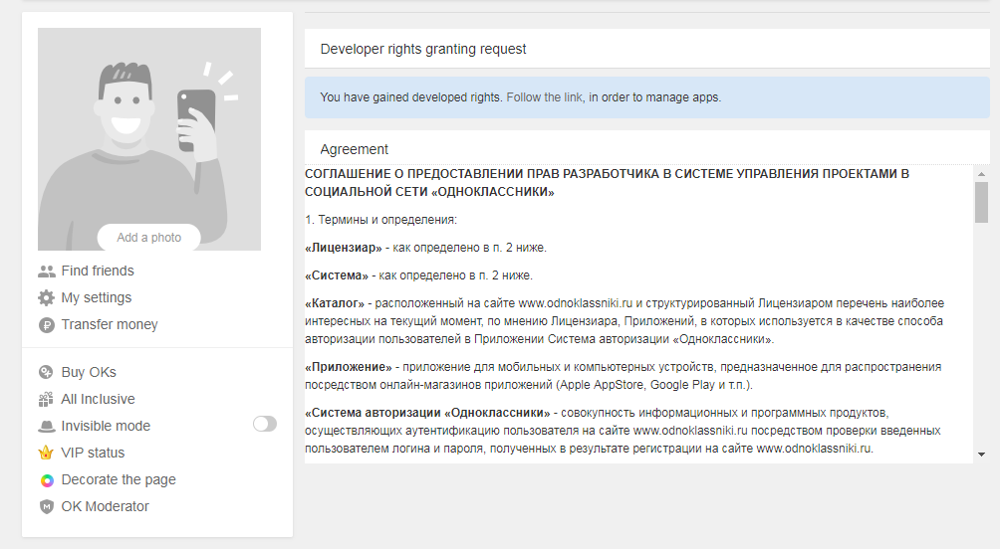 Add a photo
Find friends
My settings
Transfer money
Buy OKs
All Inclusive
Invisible mode
VIP status
Decorate the page
OK Moderator
Developer rights granting request
You have gained developed rights. Follow the link, in order to manage apps.
Agreement
СОГЛАШЕНИЕ О ПРЕДОСТАВЛЕНИИ ПРАВ РАЗРАБОТЧИКА В СИСТЕМЕ УПРАВЛЕНИЯ ПРОЕКТАМИ В
СОЦИАЛЬНОЙ СЕТИ «ОДНОКЛАССНИКИ»
1. Термины и определения:
«Лицензиар» - как определено в п. 2 ниже.
«Система» - как определено в п. 2 ниже.
«Каталог» - расположенный на сайте www.odnoklassniki.ru и структурированный Лицензиаром перечень наиболее
интересных на текущий момент, по мнению Лицензиара, Приложений, в которых используется в качестве способа
авторизации пользователей в Приложении Система авторизации «Одноклассники».
«Приложение» - приложение для мобильных и компьютерных устройств, предназначенное для распространения
посредством онлайн-магазинов приложений (Apple AppStore, Google Play и т.п.).
«Система авторизации «Одноклассники» - совокупность информационных и программных продуктов,
осуществляющих аутентификацию пользователя на сайте www.odnoklassniki.ru посредством проверки введенных
пользователем логина и пароля, полученных в результате регистрации на сайте www.odnoklassniki.ru.